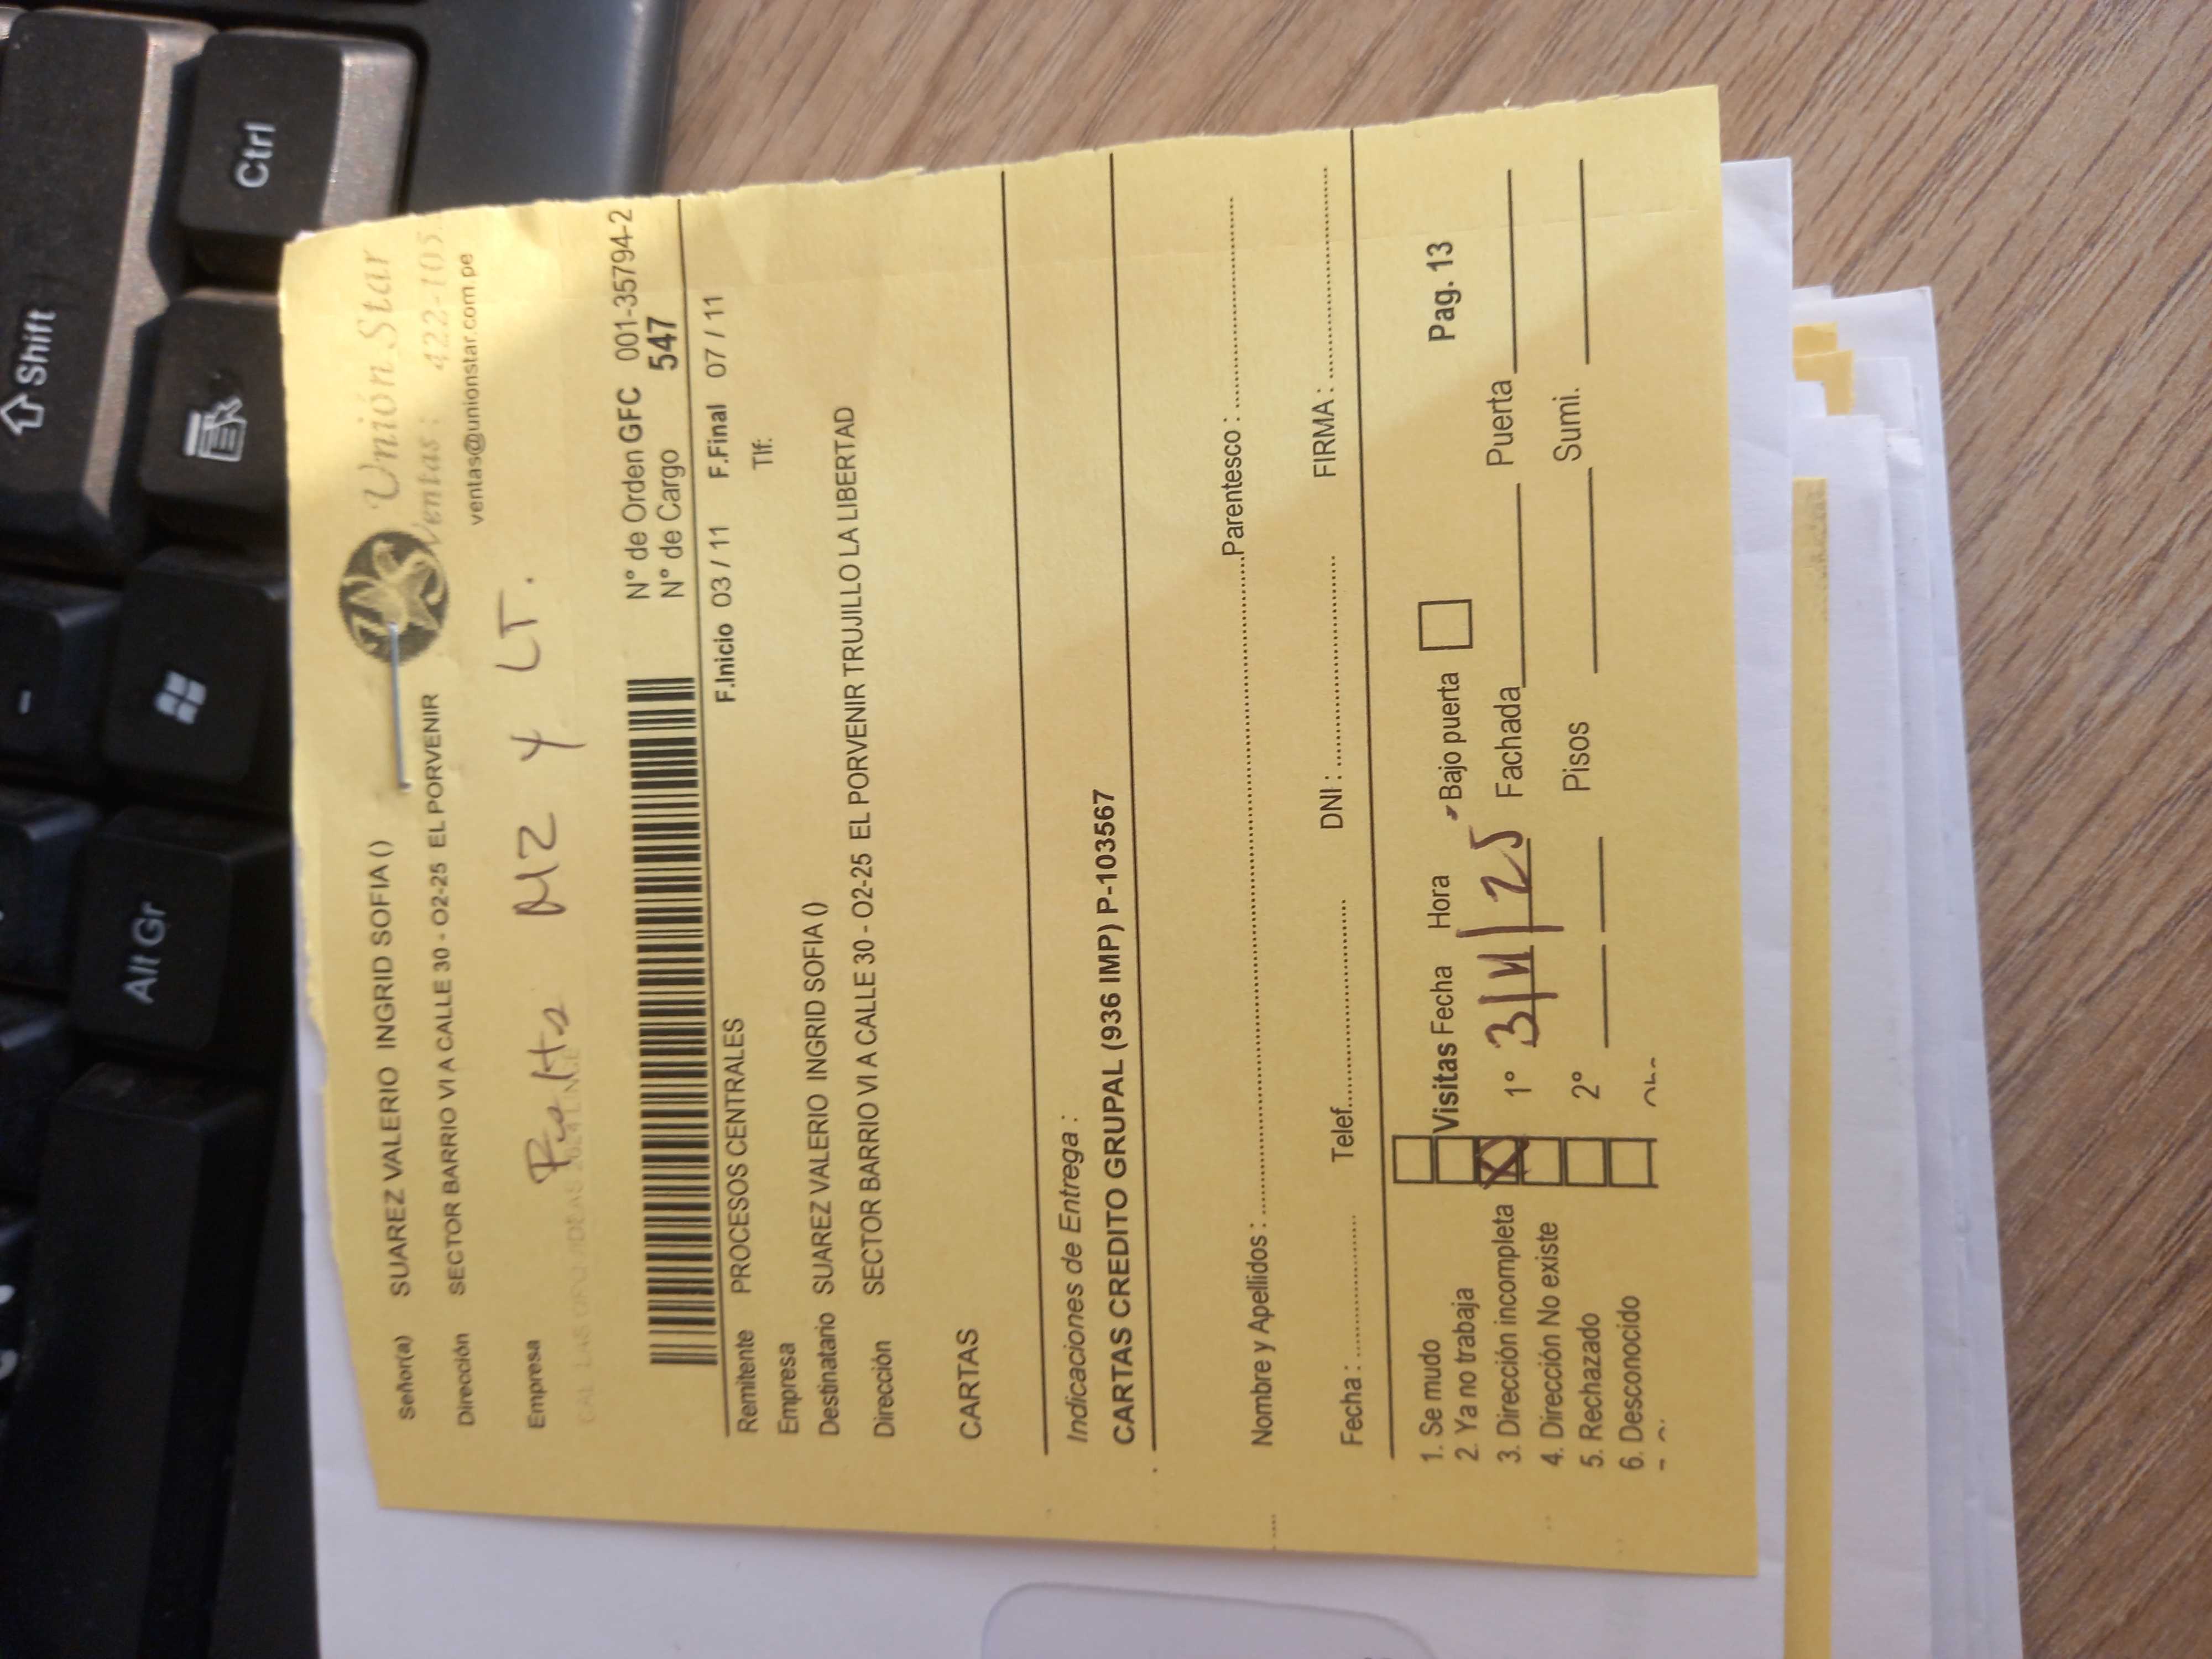 Unión Star
Ventas: 422-105
ventas@unionstar.com.pe
Señor(a) SUAREZ VALERIO INGRID SOFIA ()
Dirección SECTOR BARRIO VI A CALLE 30 - O2-25 EL PORVENIR
Empresa MZ y LT.
N° de Orden GFC 001-35794-2
N° de Cargo 547
Remitente PROCESOS CENTRALES F.Inicio 03 / 11 F.Final 07 / 11
Empresa Tlf:
Destinatario SUAREZ VALERIO INGRID SOFIA ()
Dirección SECTOR BARRIO VI A CALLE 30 - O2-25 EL PORVENIR TRUJILLO LA LIBERTAD
CARTAS
Indicaciones de Entrega :
CARTAS CREDITO GRUPAL (936 IMP) P-103567
Nombre y Apellidos : Parentesco :
Fecha : Telef. DNI : FIRMA :
1. Se mudo
2. Ya no trabaja
3. Dirección incompleta
4. Dirección No existe
5. Rechazado
6. Desconocido
Visitas Fecha Hora Bajo puerta Pag. 13
1° 3/11/25 Fachada Puerta
2° Pisos Sumi.
Shift
Ctrl
Alt Gr